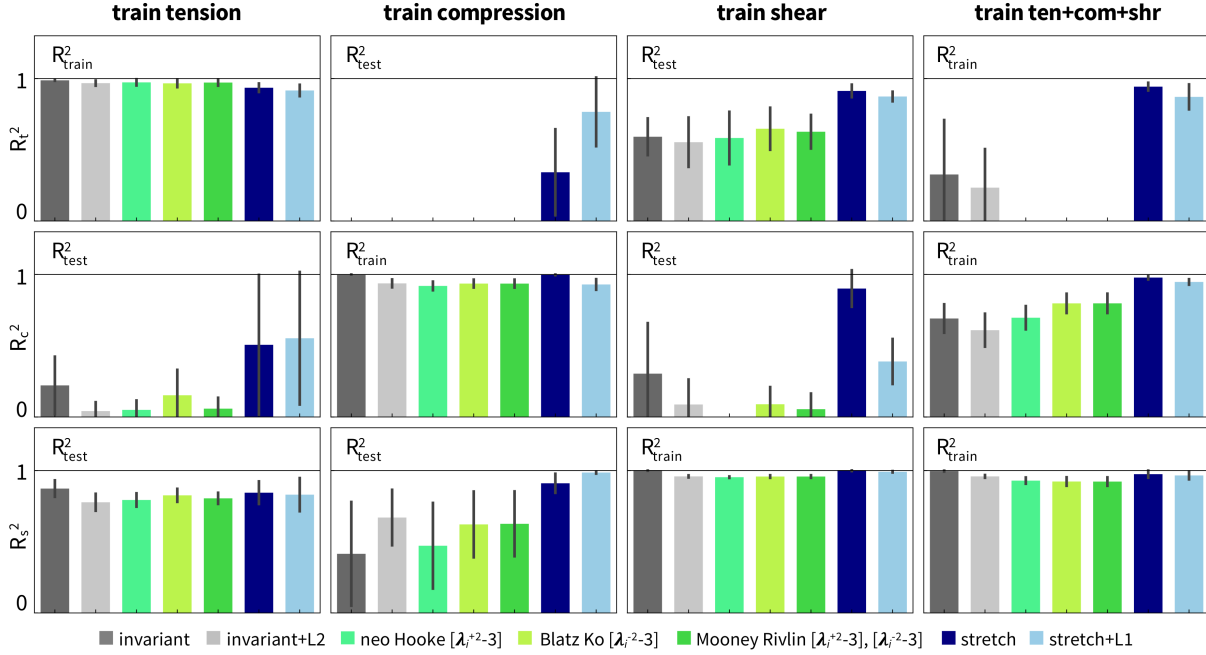 train tension train compression train shear train ten+com+shr
R²train R²test R²test R²train
1
Rt²
0
R²test R²train R²test R²train
1
Rc²
0
R²test R²test R²train R²train
1
Rs²
0
invariant invariant+L2 neo Hooke [λi+2-3] Blatz Ko [λi-2-3] Mooney Rivlin [λi+2-3], [λi-2-3] stretch stretch+L1